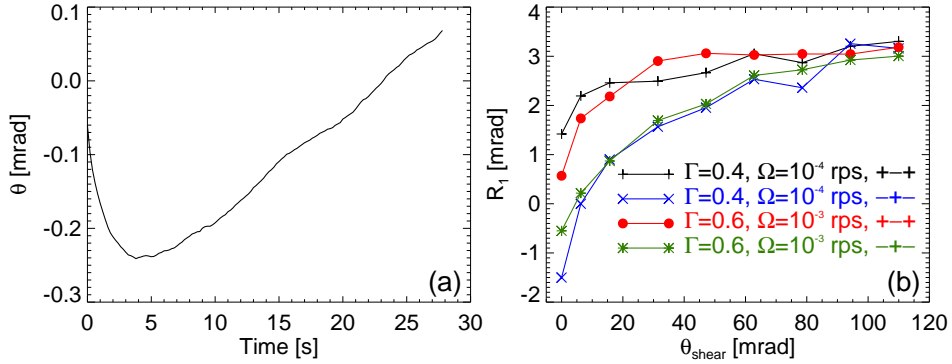 0.1
0.0
-0.1
-0.2
-0.3
θ [mrad]
0 5 10 15 20 25 30
Time [s]
(a)
4
3
2
1
0
-1
-2
R₁ [mrad]
Γ=0.4, Ω=10⁻⁴ rps, +−+
Γ=0.4, Ω=10⁻⁴ rps, −+−
Γ=0.6, Ω=10⁻³ rps, +−+
Γ=0.6, Ω=10⁻³ rps, −+−
(b)
0 20 40 60 80 100 120
θshear [mrad]